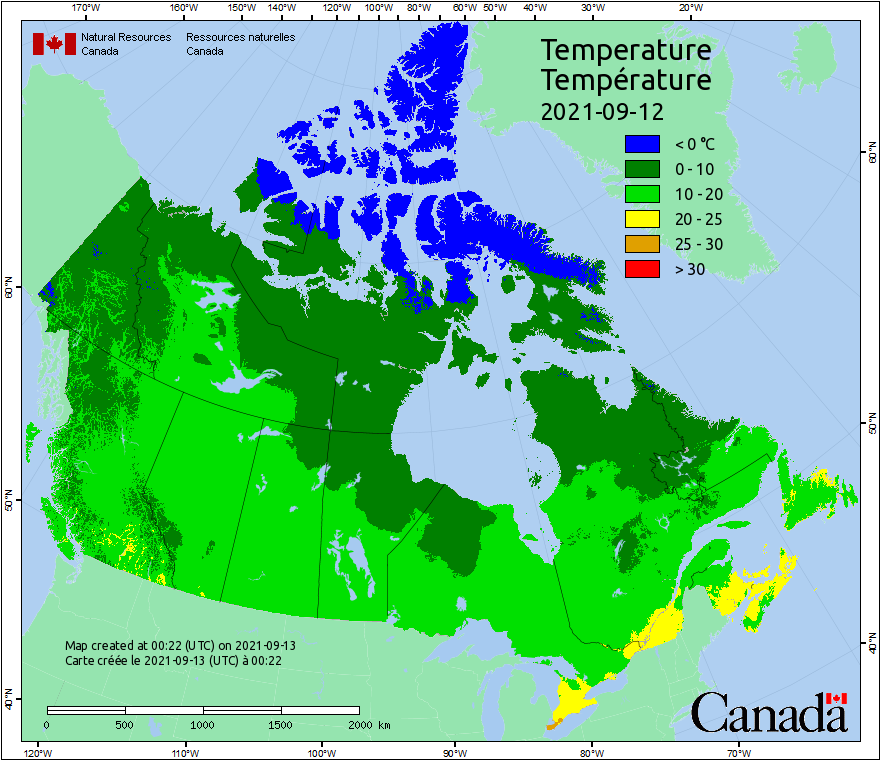 170°W 160°W 150°W 140°W 130°W 120°W 110°W 100°W 90°W 80°W 60°W 50°W 40°W 30°W 20°W
Natural Resources Ressources naturelles
Canada Canada
Temperature
Température
2021-09-12
< 0 °C
0 - 10
10 - 20
20 - 25
25 - 30
> 30
60°N
60°N
50°N
50°N
40°N
40°N
Map created at 00:22 (UTC) on 2021-09-13
Carte créée le 2021-09-13 (UTC) à 00:22
0 500 1000 1500 2000 km
Canada
120°W 110°W 100°W 90°W 80°W 70°W